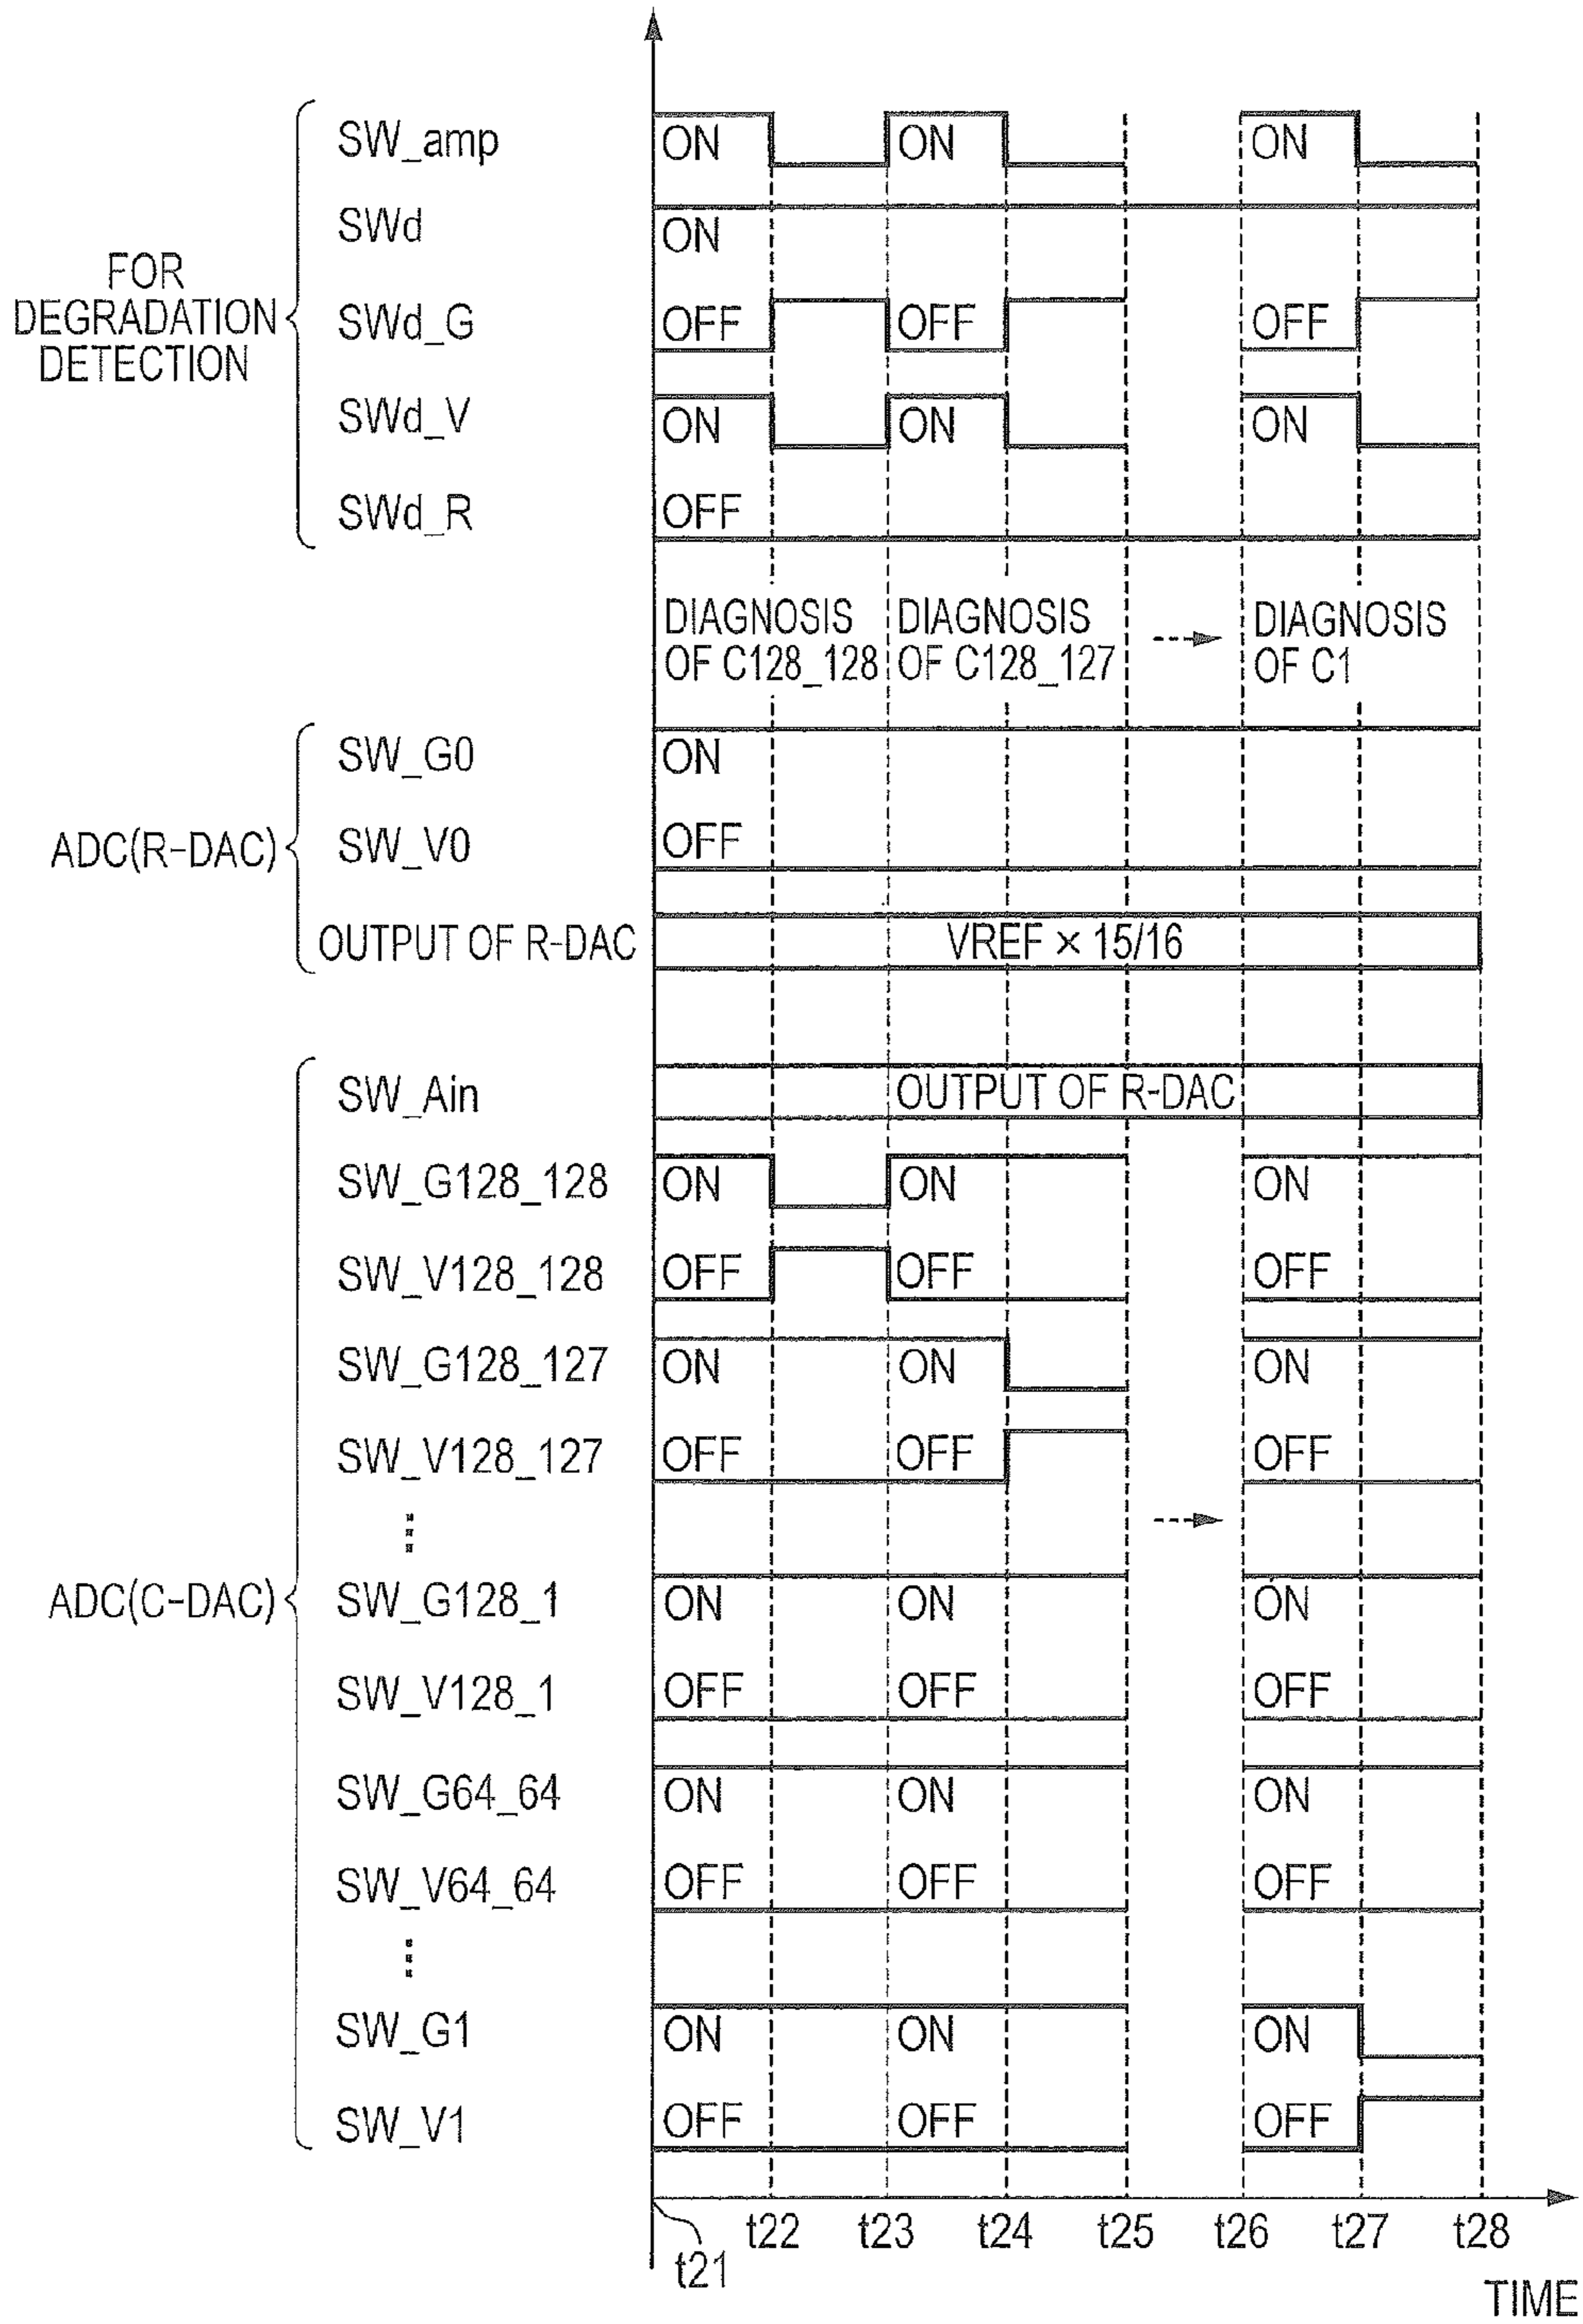 SW_amp ON ON ON
SWd ON
FOR
DEGRADATION
DETECTION
SWd_G OFF OFF OFF
SWd_V ON ON ON
SWd_R OFF
DIAGNOSIS
OF C128_128
DIAGNOSIS
OF C128_127
DIAGNOSIS
OF C1
ADC(R-DAC)
SW_G0 ON
SW_V0 OFF
OUTPUT OF R-DAC VREF × 15/16
ADC(C-DAC)
SW_Ain OUTPUT OF R-DAC
SW_G128_128 ON ON ON
SW_V128_128 OFF OFF OFF
SW_G128_127 ON ON ON
SW_V128_127 OFF OFF OFF
SW_G128_1 ON ON ON
SW_V128_1 OFF OFF OFF
SW_G64_64 ON ON ON
SW_V64_64 OFF OFF OFF
SW_G1 ON ON ON
SW_V1 OFF OFF OFF
t21 t22 t23 t24 t25 t26 t27 t28
TIME